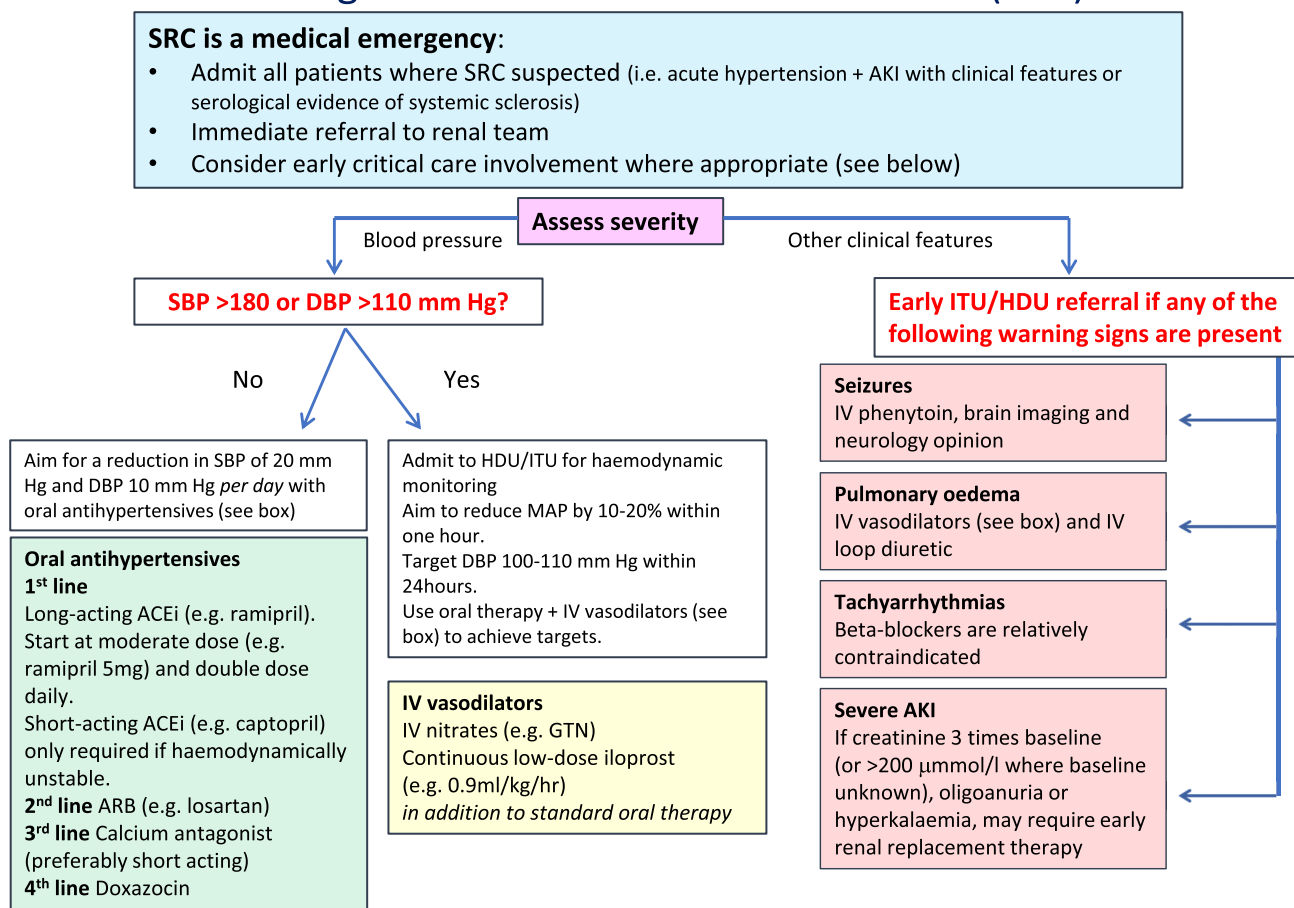 SRC is a medical emergency:
• Admit all patients where SRC suspected (i.e. acute hypertension + AKI with clinical features or
serological evidence of systemic sclerosis)
• Immediate referral to renal team
• Consider early critical care involvement where appropriate (see below)
Assess severity
Blood pressure
Other clinical features
SBP >180 or DBP >110 mm Hg?
No
Yes
Aim for a reduction in SBP of 20 mm
Hg and DBP 10 mm Hg per day with
oral antihypertensives (see box)
Oral antihypertensives
1st line
Long-acting ACEi (e.g. ramipril).
Start at moderate dose (e.g.
ramipril 5mg) and double dose
daily.
Short-acting ACEi (e.g. captopril)
only required if haemodynamically
unstable.
2nd line ARB (e.g. losartan)
3rd line Calcium antagonist
(preferably short acting)
4th line Doxazocin
Admit to HDU/ITU for haemodynamic
monitoring
Aim to reduce MAP by 10-20% within
one hour.
Target DBP 100-110 mm Hg within
24hours.
Use oral therapy + IV vasodilators (see
box) to achieve targets.
IV vasodilators
IV nitrates (e.g. GTN)
Continuous low-dose iloprost
(e.g. 0.9ml/kg/hr)
in addition to standard oral therapy
Early ITU/HDU referral if any of the
following warning signs are present
Seizures
IV phenytoin, brain imaging and
neurology opinion
Pulmonary oedema
IV vasodilators (see box) and IV
loop diuretic
Tachyarrhythmias
Beta-blockers are relatively
contraindicated
Severe AKI
If creatinine 3 times baseline
(or >200 μmmol/l where baseline
unknown), oligoanuria or
hyperkalaemia, may require early
renal replacement therapy